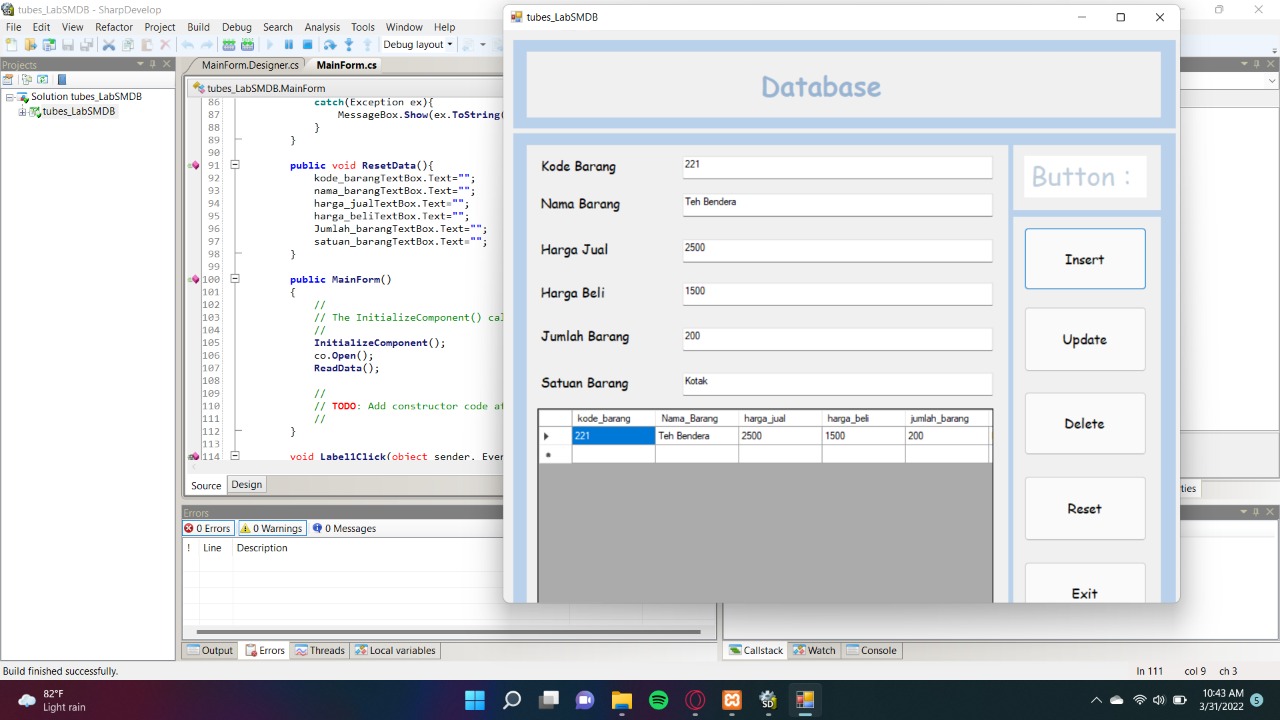 tubes_LabSMDB - SharpDevelop
File Edit View Refactor Project Build Debug Search Analysis Tools Window Help
Debug layout
Projects
Solution tubes_LabSMDB
tubes_LabSMDB
MainForm.Designer.cs MainForm.cs
tubes_LabSMDB.MainForm
86 catch(Exception ex){
87 MessageBox.Show(ex.ToString(
88 }
89 }
90
91 public void ResetData(){
92 kode_barangTextBox.Text="";
93 nama_barangTextBox.Text="";
94 harga_jualTextBox.Text="";
95 harga_beliTextBox.Text="";
96 Jumlah_barangTextBox.Text="";
97 satuan_barangTextBox.Text="";
98 }
99
100 public MainForm()
101 {
102 //
103 // The InitializeComponent() cal
104 //
105 InitializeComponent();
106 co.Open();
107 ReadData();
108
109 //
110 // TODO: Add constructor code af
111 //
112 }
113
114 void Label1Click(object sender, Even
Source Design
Errors
0 Errors 0 Warnings 0 Messages
! Line Description
Output Errors Threads Local variables
tubes_LabSMDB
Database
Kode Barang 221
Nama Barang Teh Bendera
Harga Jual 2500
Harga Beli 1500
Jumlah Barang 200
Satuan Barang Kotak
kode_barang Nama_Barang harga_jual harga_beli jumlah_barang
221 Teh Bendera 2500 1500 200
Button :
Insert
Update
Delete
Reset
Exit
ties
Callstack Watch Console
Build finished successfully.
ln 111 col 9 ch 3
82°F
Light rain
SD
10:43 AM
3/31/2022
5